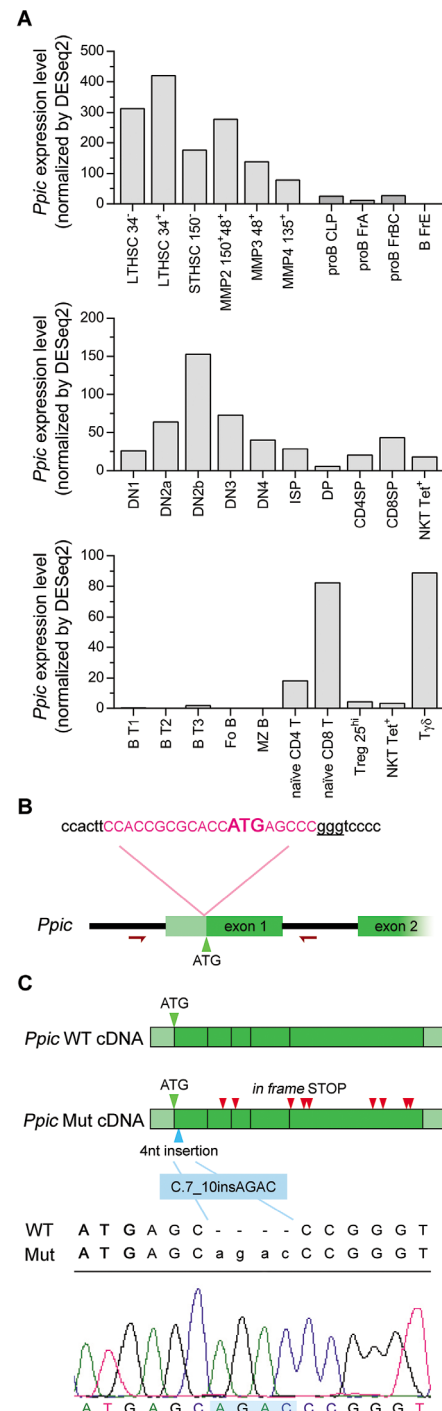 A
Ppic expression level
(normalized by DESeq2)
500
400
300
200
100
0
LTHSC 34-
LTHSC 34+
STHSC 150-
MMP2 150+48+
MMP3 48+
MMP4 135+
proB CLP
proB FrA
proB FrBC
B FrE
Ppic expression level
(normalized by DESeq2)
200
150
100
50
0
DN1
DN2a
DN2b
DN3
DN4
ISP
DP
CD4SP
CD8SP
NKT Tet+
Ppic expression level
(normalized by DESeq2)
100
80
60
40
20
0
B T1
B T2
B T3
Fo B
MZ B
naïve CD4 T
naïve CD8 T
Treg 25hi
NKT Tet+
Tγδ
B
ccacttCCACCGCGCACCATGAGCCCgggtcccc
Ppic
exon 1
exon 2
ATG
C
ATG
Ppic WT cDNA
ATG
in frame STOP
Ppic Mut cDNA
4nt insertion
C.7_10insAGAC
WT A T G A G C - - - - C C G G G T
Mut A T G A G C a g a c C C G G G T
A T G A G C A G A C C C G G G T